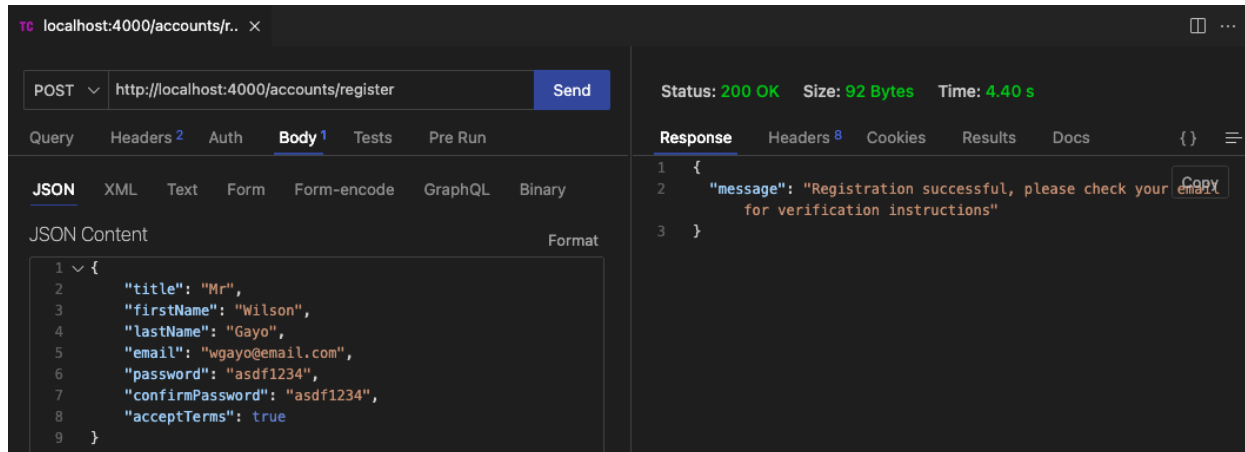 TC localhost:4000/accounts/r.. ×
POST http://localhost:4000/accounts/register Send
Query Headers 2 Auth Body 1 Tests Pre Run
JSON XML Text Form Form-encode GraphQL Binary
JSON Content Format
1 {
2 "title": "Mr",
3 "firstName": "Wilson",
4 "lastName": "Gayo",
5 "email": "wgayo@email.com",
6 "password": "asdf1234",
7 "confirmPassword": "asdf1234",
8 "acceptTerms": true
9 }
Status: 200 OK Size: 92 Bytes Time: 4.40 s
Response Headers 8 Cookies Results Docs {}
Copy
1 {
2 "message": "Registration successful, please check your email
for verification instructions"
3 }